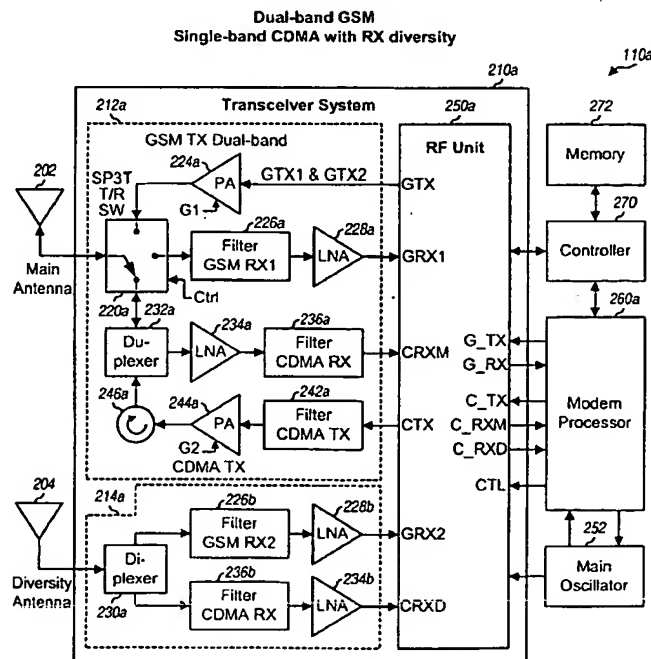 Dual-band GSM
Single-band CDMA with RX diversity
110a
210a
212a
Transceiver System
250a
272
GSM TX Dual-band
RF Unit
Memory
202
224a
SP3T
T/R
SW
PA
GTX1 & GTX2
GTX
G1
226a
228a
270
Filter
GSM RX1
LNA
GRX1
Controller
Main
Antenna
Ctrl
220a
232a
234a
236a
260a
Du-
plexer
LNA
Filter
CDMA RX
CRXM
G_TX
G_RX
246a
244a
242a
C_TX
Modem
Processor
PA
Filter
CDMA TX
CTX
C_RXM
G2
CDMA TX
C_RXD
204
214a
CTL
226b
228b
Filter
GSM RX2
LNA
GRX2
252
Di-
plexer
236b
234b
Main
Oscillator
Diversity
Antenna
230a
Filter
CDMA RX
LNA
CRXD